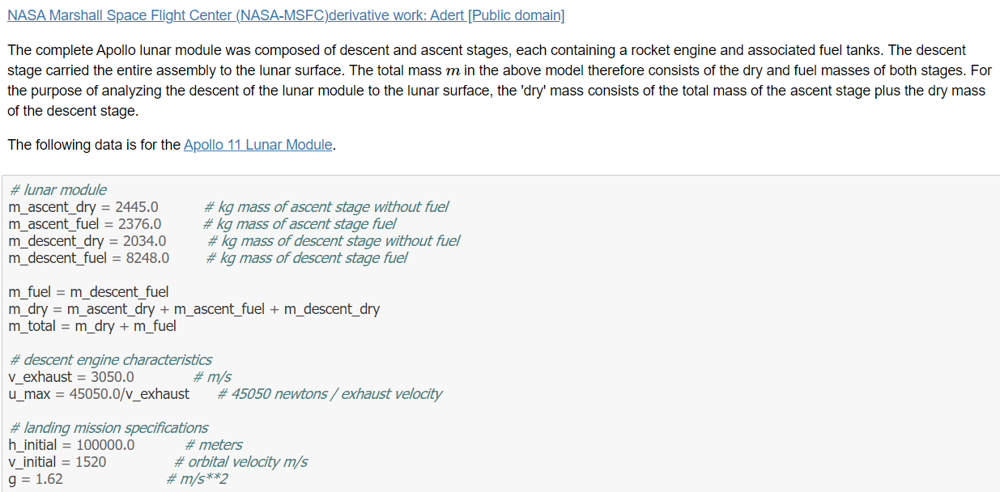 NASA Marshall Space Flight Center (NASA-MSFC)derivative work: Adert [Public domain]
The complete Apollo lunar module was composed of descent and ascent stages, each containing a rocket engine and associated fuel tanks. The descent
stage carried the entire assembly to the lunar surface. The total mass m in the above model therefore consists of the dry and fuel masses of both stages. For
the purpose of analyzing the descent of the lunar module to the lunar surface, the 'dry' mass consists of the total mass of the ascent stage plus the dry mass
of the descent stage.
The following data is for the Apollo 11 Lunar Module.
# lunar module
m_ascent_dry = 2445.0 # kg mass of ascent stage without fuel
m_ascent_fuel = 2376.0 # kg mass of ascent stage fuel
m_descent_dry = 2034.0 # kg mass of descent stage without fuel
m_descent_fuel = 8248.0 # kg mass of descent stage fuel
m_fuel = m_descent_fuel
m_dry = m_ascent_dry + m_ascent_fuel + m_descent_dry
m_total = m_dry + m_fuel
# descent engine characteristics
v_exhaust = 3050.0 # m/s
u_max = 45050.0/v_exhaust # 45050 newtons / exhaust velocity
# landing mission specifications
h_initial = 100000.0 # meters
v_initial = 1520 # orbital velocity m/s
g = 1.62 # m/s**2